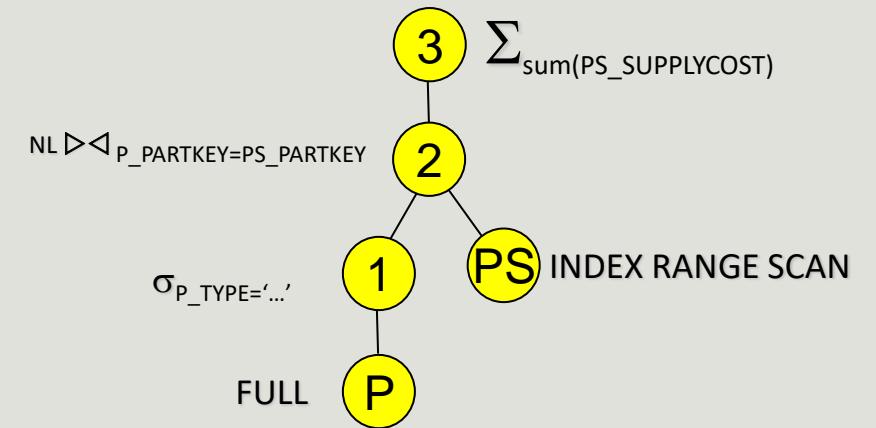 3 Σsum(PS_SUPPLYCOST)
NL ▷◁ P_PARTKEY=PS_PARTKEY 2
σP_TYPE=‘…’ 1 PS INDEX RANGE SCAN
FULL P